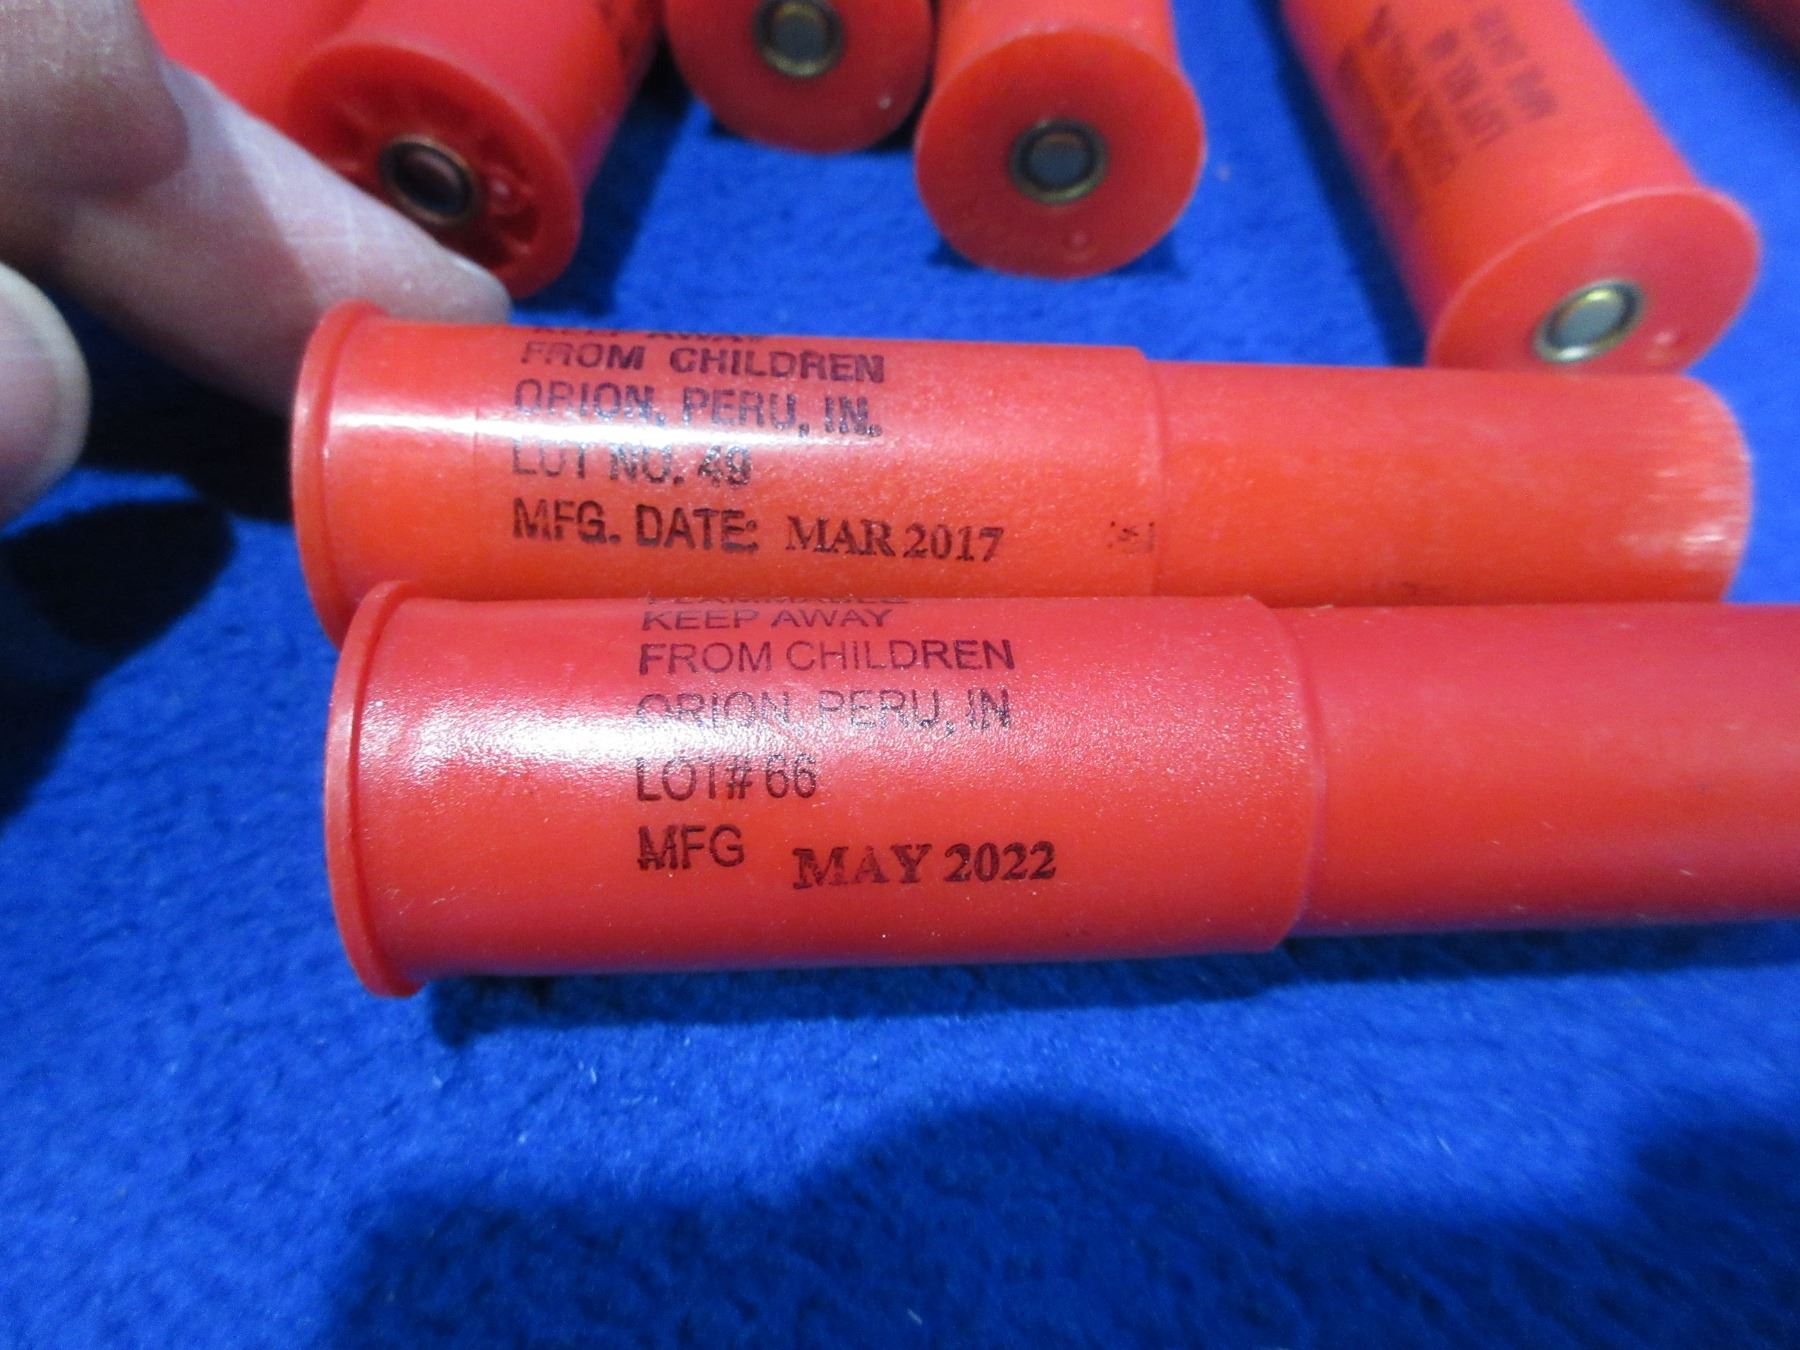 FROM CHILDREN
ORION, PERU, IN.
LOT NO. 49
MFG. DATE: MAR 2017
FLAMMABLE
KEEP AWAY
FROM CHILDREN
ORION, PERU, IN
LOT# 66
MFG MAY 2022